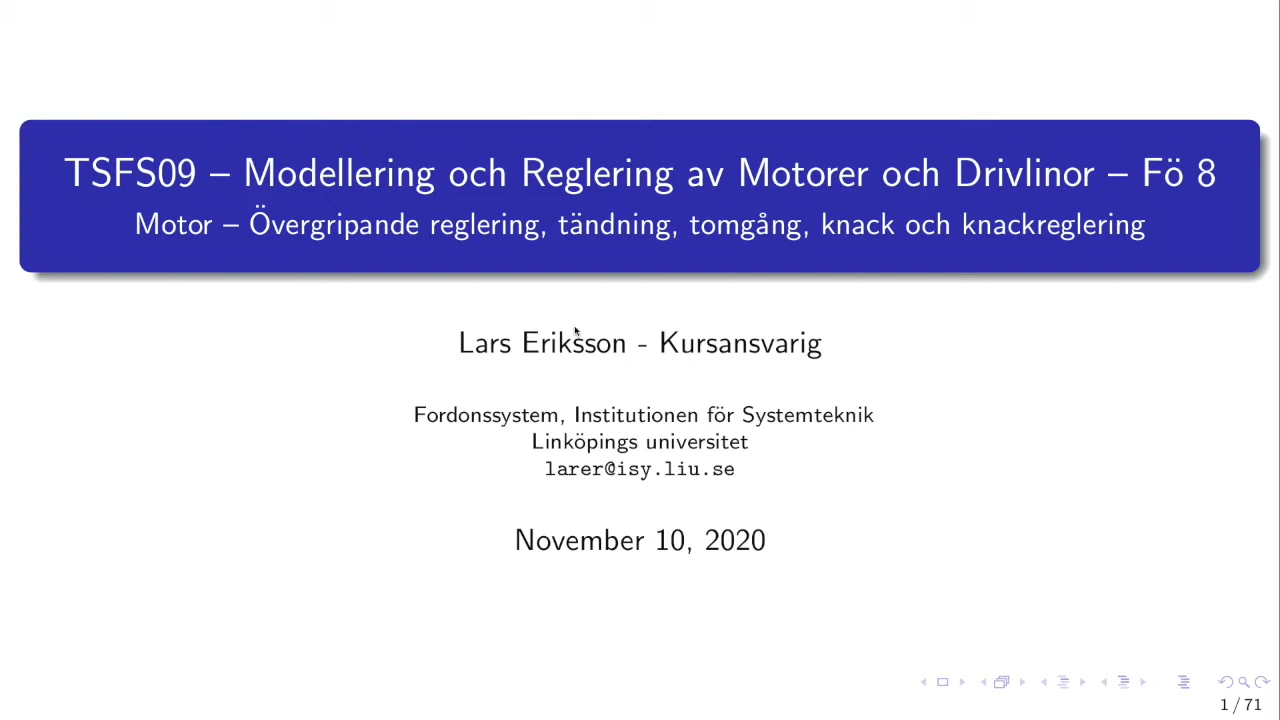 TSFS09 – Modellering och Reglering av Motorer och Drivlinor – Fö 8
Motor – Övergripande reglering, tändning, tomgång, knack och knackreglering
Lars Eriksson - Kursansvarig
Fordonssystem, Institutionen för Systemteknik
Linköpings universitet
larer@isy.liu.se
November 10, 2020
1 / 71